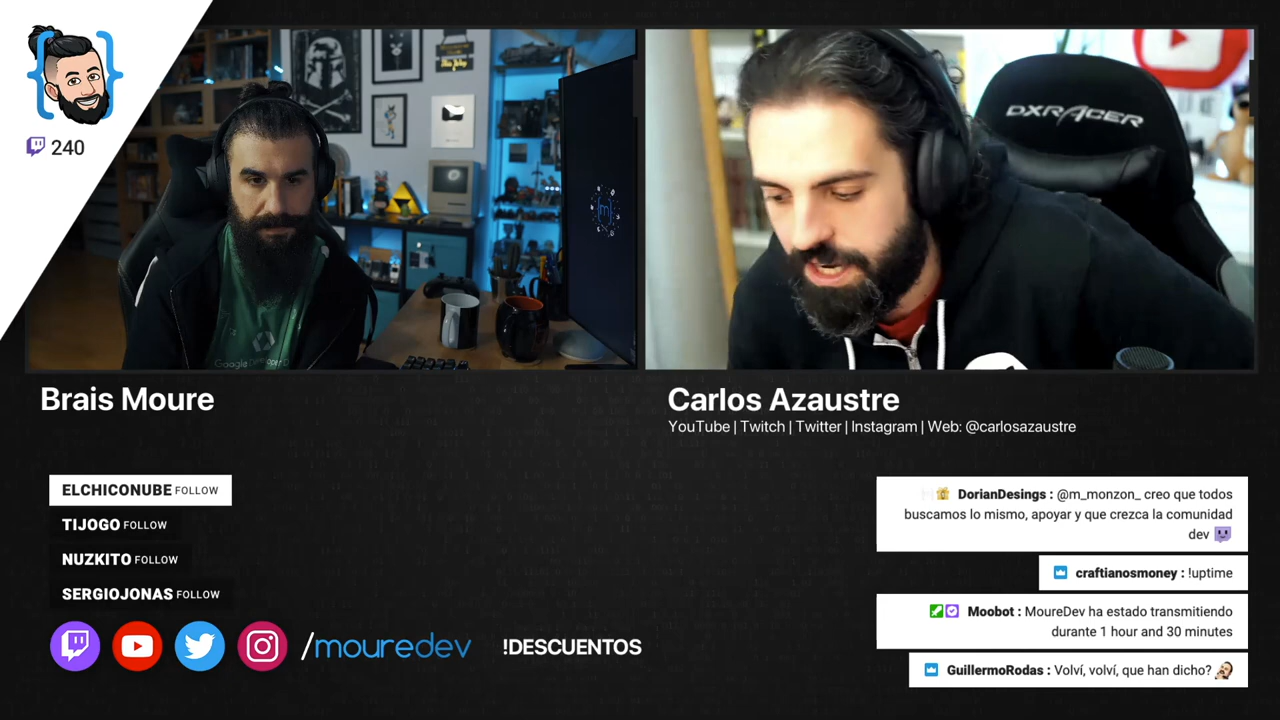 240
DXRACER
Google Develop
Brais Moure
Carlos Azaustre
YouTube | Twitch | Twitter | Instagram | Web: @carlosazaustre
ELCHICONUBE FOLLOW
TIJOGO FOLLOW
NUZKITO FOLLOW
SERGIOJONAS FOLLOW
/mouredev
!DESCUENTOS
DorianDesings : @m_monzon_ creo que todos
buscamos lo mismo, apoyar y que crezca la comunidad
dev
craftianosmoney : !uptime
Moobot : MoureDev ha estado transmitiendo
durante 1 hour and 30 minutes
GuillermoRodas : Volví, volví, que han dicho?